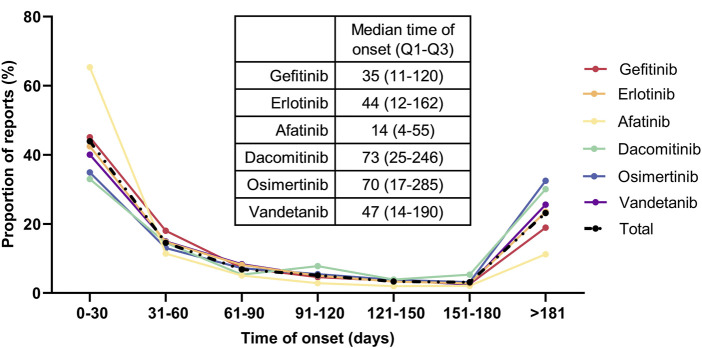 Proportion of reports (%)
80
60
40
20
0
0-30 31-60 61-90 91-120 121-150 151-180 >181
Time of onset (days)
Median time of
onset (Q1-Q3)
Gefitinib 35 (11-120)
Erlotinib 44 (12-162)
Afatinib 14 (4-55)
Dacomitinib 73 (25-246)
Osimertinib 70 (17-285)
Vandetanib 47 (14-190)
Gefitinib
Erlotinib
Afatinib
Dacomitinib
Osimertinib
Vandetanib
Total